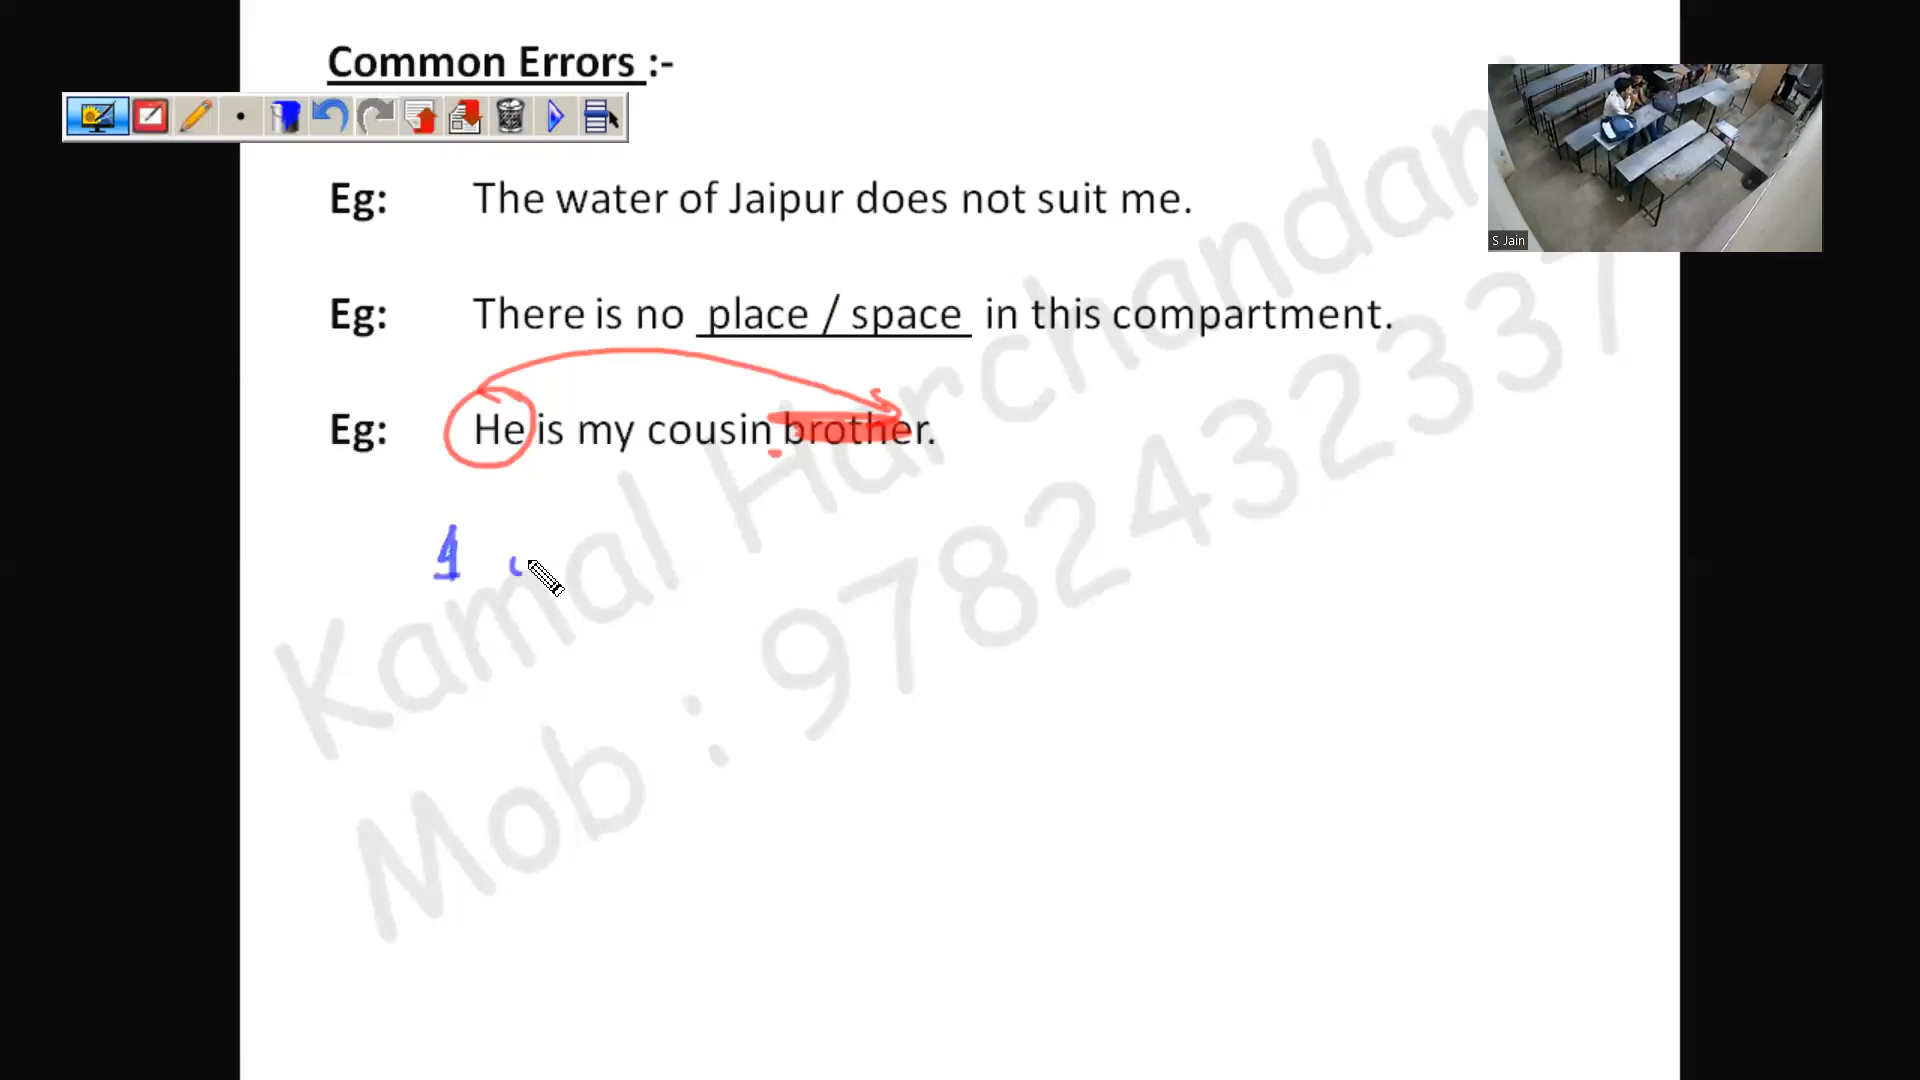 Common Errors :-
S Jain
Eg: The water of Jaipur does not suit me.
Eg: There is no place / space in this compartment.
Eg: He is my cousin brother.
Kamal Harchandani
Mob : 9782432337